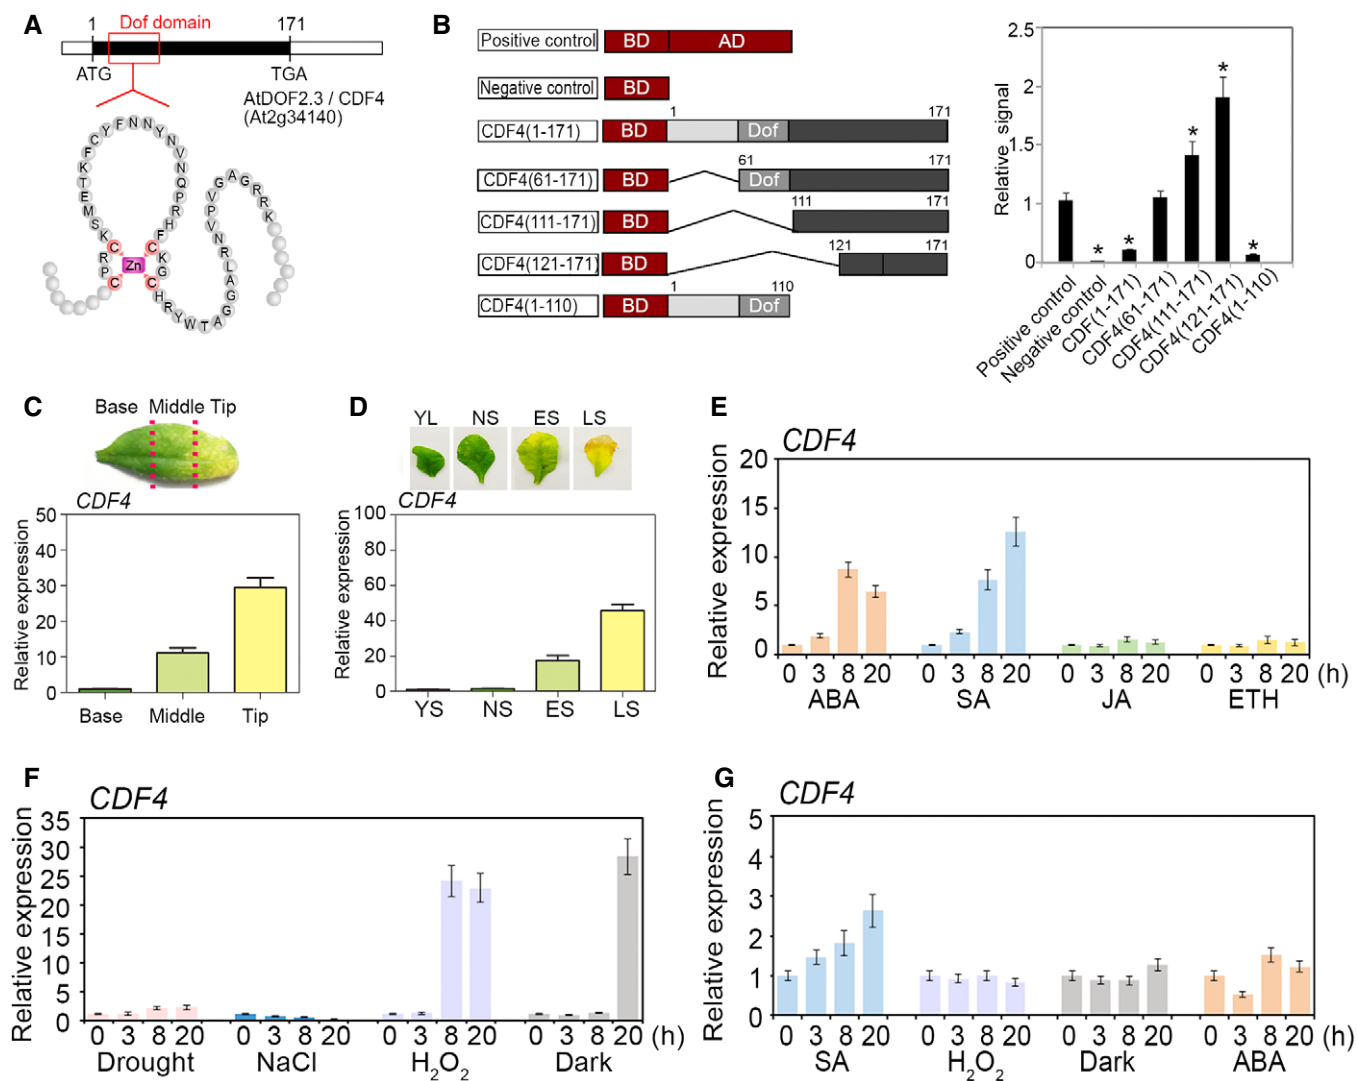 A
1 Dof domain 171
ATG TGA
AtDOF2.3 / CDF4
(At2g34140)
CPRCKSMETKFCYFNNYNVNQPRHFCKGCHRYWTAGGALRNVPVGAGRRK
Zn
B
Positive control BD AD
Negative control BD
1 171
CDF4(1-171) BD Dof
61 171
CDF4(61-171) BD Dof
111 171
CDF4(111-171) BD
121 171
CDF4(121-171) BD
1 110
CDF4(1-110) BD Dof
Relative signal
2.5
2
1.5
1
0
* * * * *
Positive control
Negative control
CDF(1-171)
CDF4(61-171)
CDF4(111-171)
CDF4(121-171)
CDF4(1-110)
C
Base Middle Tip
CDF4
Relative expression
50
40
30
20
10
0
Base Middle Tip
D
YL NS ES LS
CDF4
Relative expression
100
80
60
40
20
0
YS NS ES LS
E
CDF4
Relative expression
20
15
10
5
0
0 3 8 20 0 3 8 20 0 3 8 20 0 3 8 20 (h)
ABA SA JA ETH
F
CDF4
Relative expression
35
30
25
20
15
10
5
0
0 3 8 20 0 3 8 20 0 3 8 20 0 3 8 20 (h)
Drought NaCl H₂O₂ Dark
G
CDF4
Relative expression
5
4
3
2
1
0
0 3 8 20 0 3 8 20 0 3 8 20 0 3 8 20 (h)
SA H₂O₂ Dark ABA